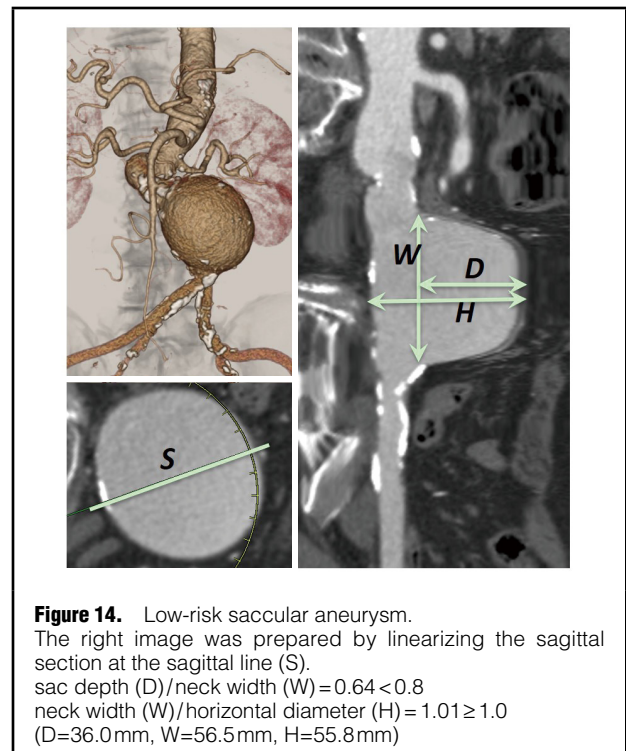 W
D
H
S
Figure 14. Low-risk saccular aneurysm.
The right image was prepared by linearizing the sagittal
section at the sagittal line (S).
sac depth (D)/neck width (W)=0.64<0.8
neck width (W)/horizontal diameter (H)=1.01≥1.0
(D=36.0mm, W=56.5mm, H=55.8mm)